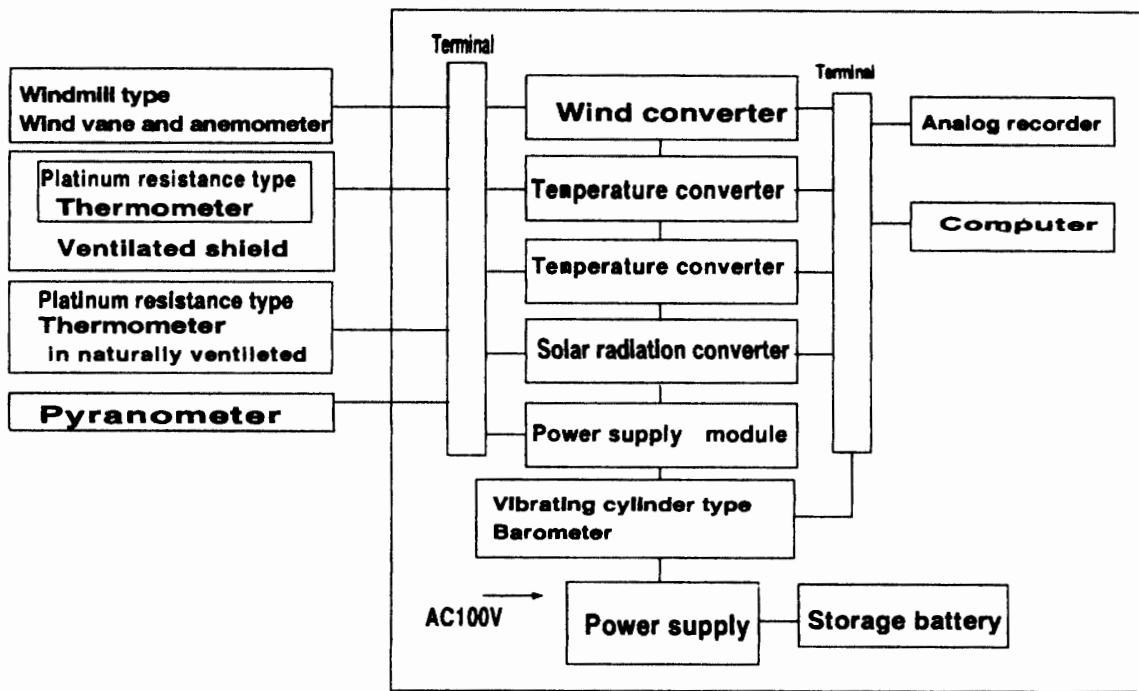 Terminal
Terminal
Windmill type
Wind vane and anemometer
Wind converter
Analog recorder
Platinum resistance type
Thermometer
Ventilated shield
Temperature converter
Computer
Temperature converter
Platinum resistance type
Thermometer
in naturally ventileted
Solar radiation converter
Pyranometer
Power supply module
Vibrating cylinder type
Barometer
AC100V
Power supply
Storage battery